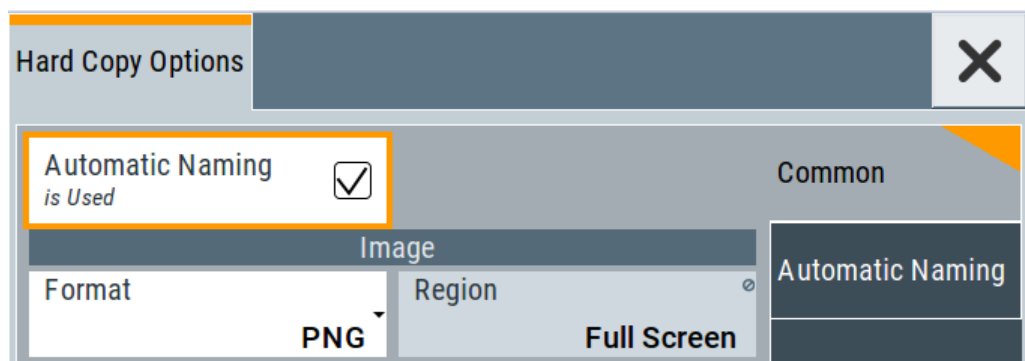 Hard Copy Options
Automatic Naming
is Used
Common
Image
Automatic Naming
Format
PNG
Region
Full Screen